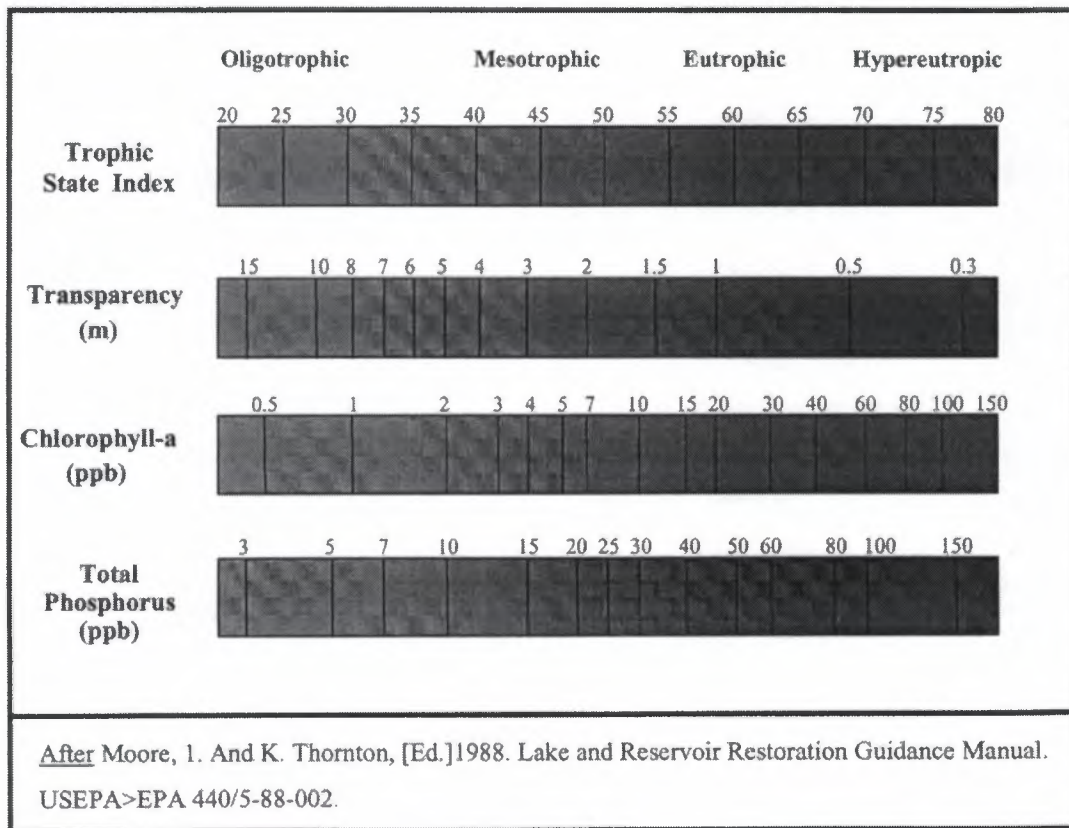 Oligotrophic Mesotrophic Eutrophic Hypereutropic
20 25 30 35 40 45 50 55 60 65 70 75 80
Trophic
State Index
15 10 8 7 6 5 4 3 2 1.5 1 0.5 0.3
Transparency
(m)
0.5 1 2 3 4 5 7 10 15 20 30 40 60 80 100 150
Chlorophyll-a
(ppb)
3 5 7 10 15 20 25 30 40 50 60 80 100 150
Total
Phosphorus
(ppb)
After Moore, 1. And K. Thornton, [Ed.]1988. Lake and Reservoir Restoration Guidance Manual.
USEPA>EPA 440/5-88-002.